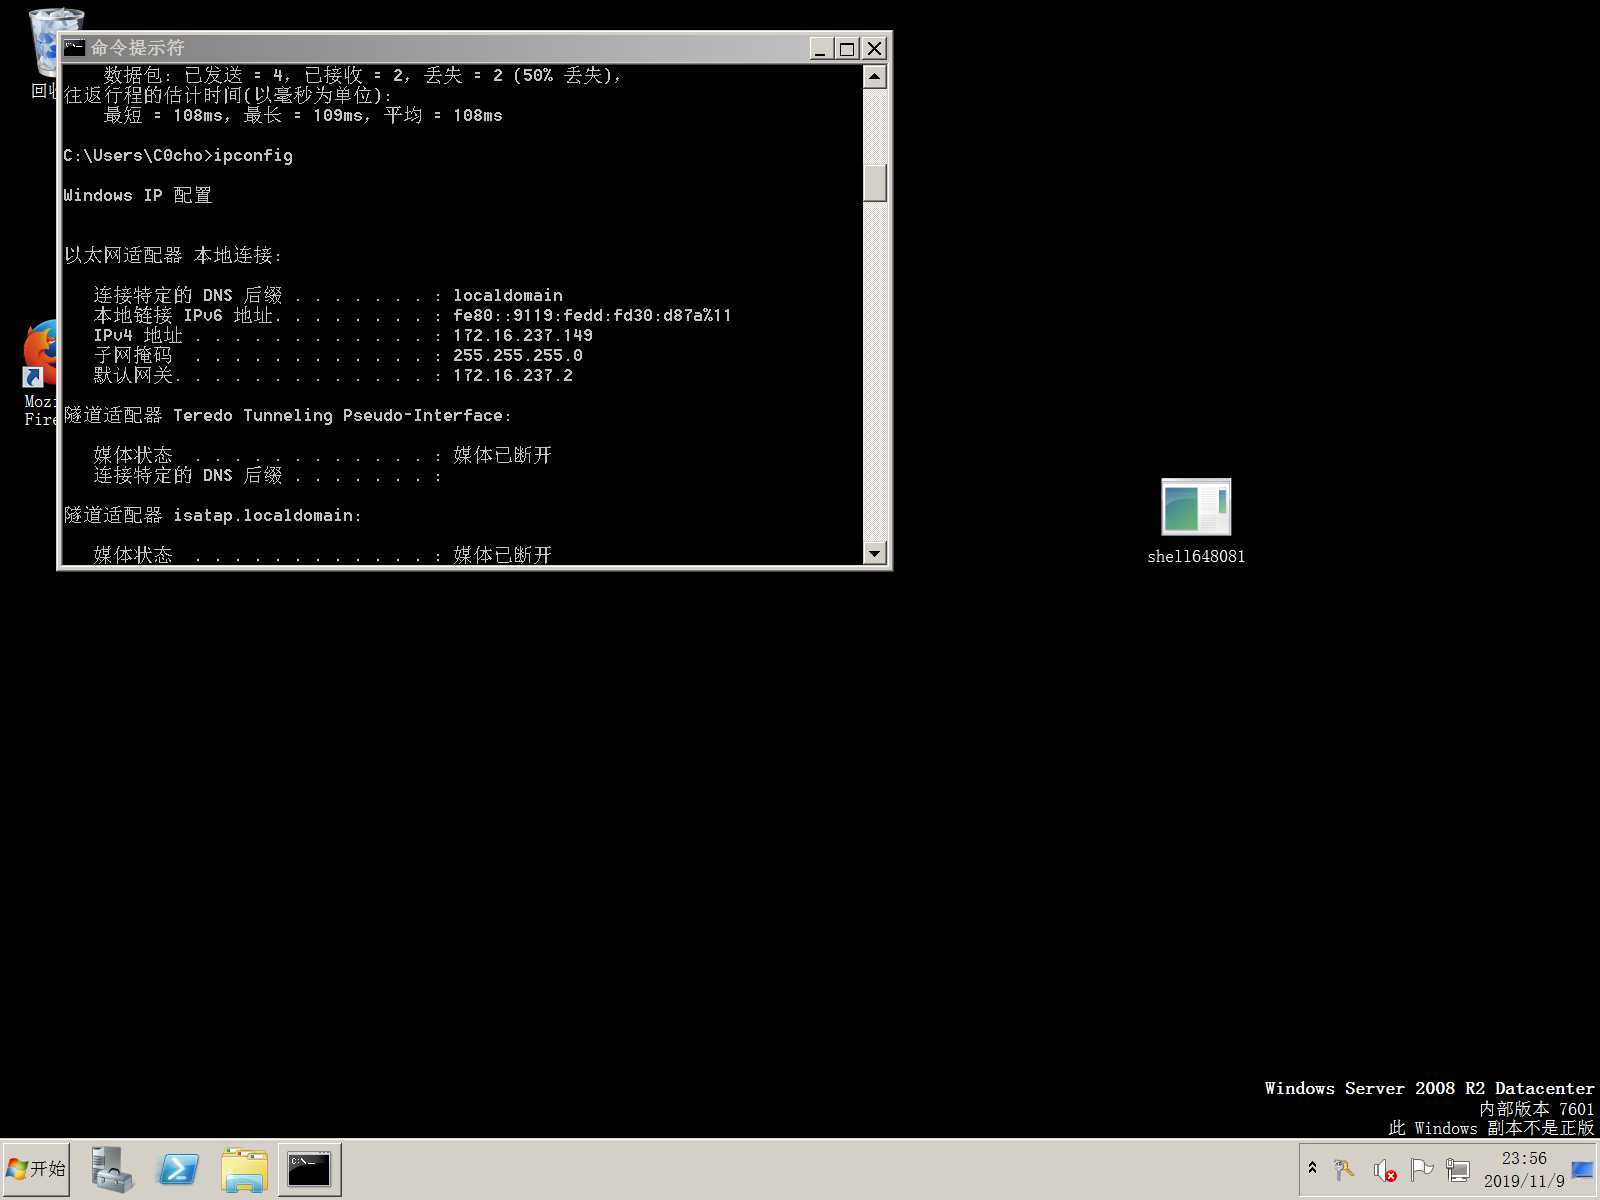 回收
命令提示符
数据包: 已发送 = 4, 已接收 = 2, 丢失 = 2 (50% 丢失),
往返行程的估计时间(以毫秒为单位):
最短 = 108ms, 最长 = 109ms, 平均 = 108ms
C:\Users\C0cho>ipconfig
Windows IP 配置
以太网适配器 本地连接:
连接特定的 DNS 后缀 . . . . . . . : localdomain
本地链接 IPv6 地址. . . . . . . . : fe80::9119:fedd:fd30:d87a%11
IPv4 地址 . . . . . . . . . . . . : 172.16.237.149
子网掩码  . . . . . . . . . . . . : 255.255.255.0
默认网关. . . . . . . . . . . . . : 172.16.237.2
隧道适配器 Teredo Tunneling Pseudo-Interface:
媒体状态  . . . . . . . . . . . . : 媒体已断开
连接特定的 DNS 后缀 . . . . . . . :
隧道适配器 isatap.localdomain:
媒体状态  . . . . . . . . . . . . : 媒体已断开
Mozi
Fire
shell648081
Windows Server 2008 R2 Datacenter
内部版本 7601
此 Windows 副本不是正版
开始
C:\_
23:56
2019/11/9